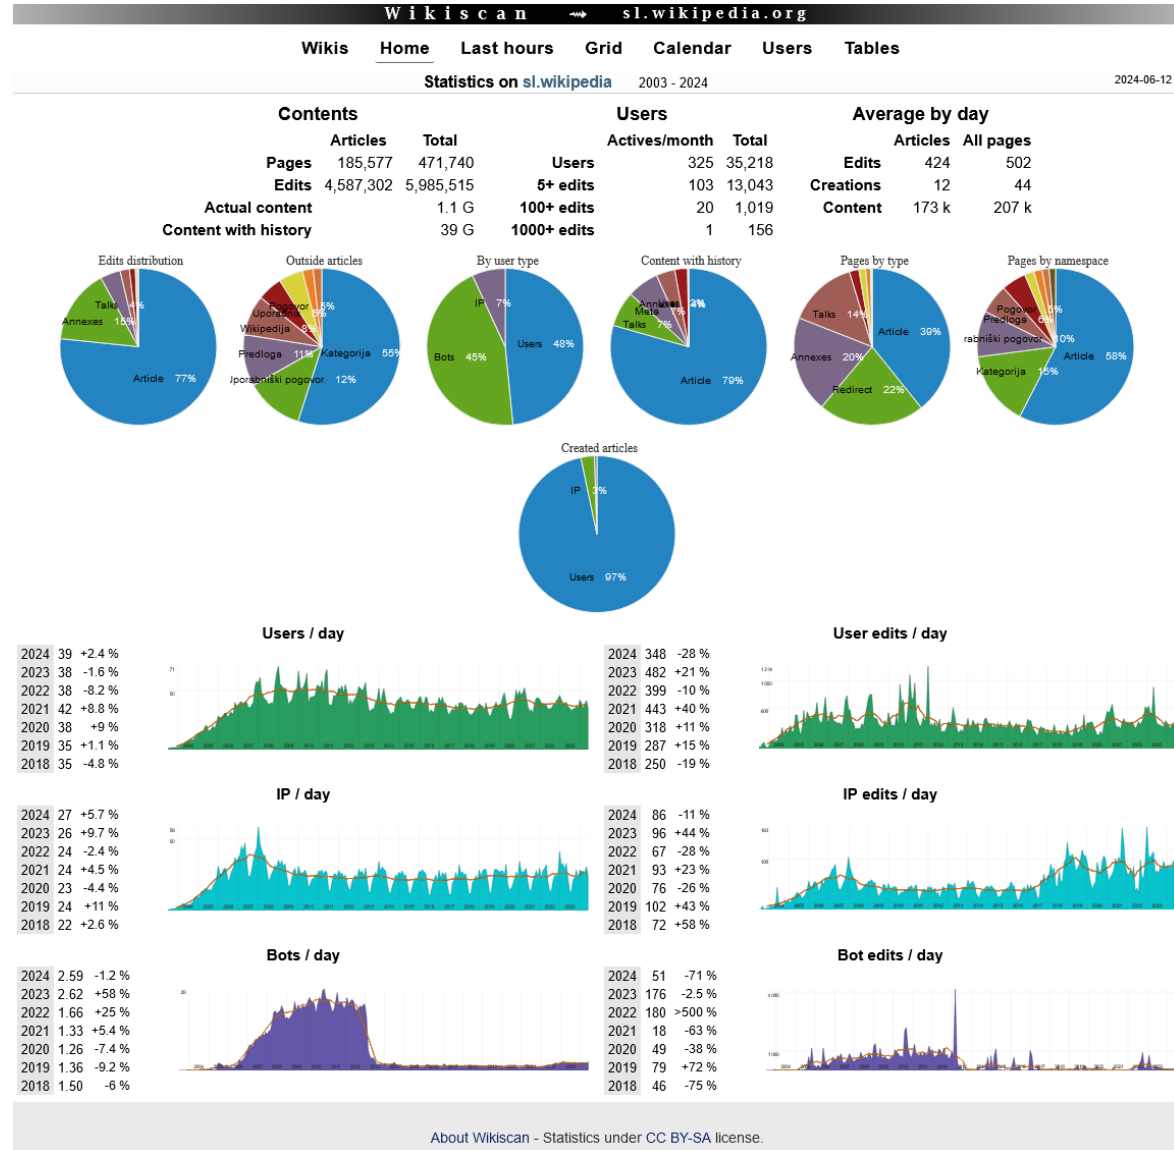 Wikiscan ⇝ sl.wikipedia.org
Wikis Home Last hours Grid Calendar Users Tables
Statistics on sl.wikipedia 2003 - 2024 2024-06-12
Contents
Articles Total
Pages 185,577 471,740
Edits 4,587,302 5,985,515
Actual content 1.1 G
Content with history 39 G
Users
Actives/month Total
Users 325 35,218
5+ edits 103 13,043
100+ edits 20 1,019
1000+ edits 1 156
Average by day
Articles All pages
Edits 424 502
Creations 12 44
Content 173 k 207 k
Edits distribution
Talks 4%
Annexes 15%
Article 77%
Outside articles
Pogovor 5%
Uporabnik 5%
Wikipedija 8%
Predloga 11%
Kategorija 55%
Uporabniški pogovor 12%
By user type
IP 7%
Bots 45%
Users 48%
Content with history
Annexes
Meta 7%
Talks 7%
Article 79%
Pages by type
Talks 14%
Article 39%
Annexes 20%
Redirect 22%
Pages by namespace
Pogovor 5%
Predloga 6%
rabniški pogovor 10%
Article 58%
Kategorija 15%
Created articles
IP 3%
Users 97%
Users / day
2024 39 +2.4 %
2023 38 -1.6 %
2022 38 -8.2 %
2021 42 +8.8 %
2020 38 +9 %
2019 35 +1.1 %
2018 35 -4.8 %
User edits / day
2024 348 -28 %
2023 482 +21 %
2022 399 -10 %
2021 443 +40 %
2020 318 +11 %
2019 287 +15 %
2018 250 -19 %
IP / day
2024 27 +5.7 %
2023 26 +9.7 %
2022 24 -2.4 %
2021 24 +4.5 %
2020 23 -4.4 %
2019 24 +11 %
2018 22 +2.6 %
IP edits / day
2024 86 -11 %
2023 96 +44 %
2022 67 -28 %
2021 93 +23 %
2020 76 -26 %
2019 102 +43 %
2018 72 +58 %
Bots / day
2024 2.59 -1.2 %
2023 2.62 +58 %
2022 1.66 +25 %
2021 1.33 +5.4 %
2020 1.26 -7.4 %
2019 1.36 -9.2 %
2018 1.50 -6 %
Bot edits / day
2024 51 -71 %
2023 176 -2.5 %
2022 180 >500 %
2021 18 -63 %
2020 49 -38 %
2019 79 +72 %
2018 46 -75 %
About Wikiscan - Statistics under CC BY-SA license.